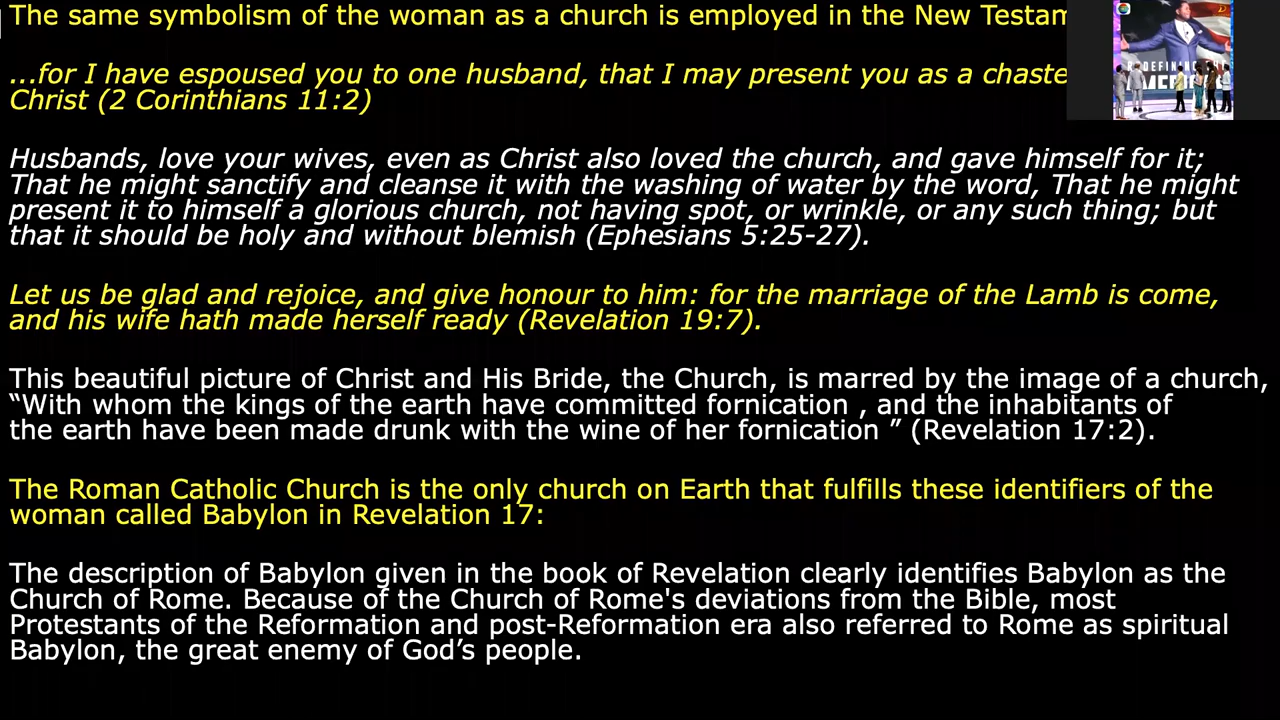 The same symbolism of the woman as a church is employed in the New
...for I have espoused you to one husband, that I may present you as a chaste
Christ (2 Corinthians 11:2)
Husbands, love your wives, even as Christ also loved the church, and gave himself for it;
That he might sanctify and cleanse it with the washing of water by the word, That he might
present it to himself a glorious church, not having spot, or wrinkle, or any such thing; but
that it should be holy and without blemish (Ephesians 5:25-27).
Let us be glad and rejoice, and give honour to him: for the marriage of the Lamb is come,
and his wife hath made herself ready (Revelation 19:7).
This beautiful picture of Christ and His Bride, the Church, is marred by the image of a church,
“With whom the kings of the earth have committed fornication , and the inhabitants of
the earth have been made drunk with the wine of her fornication ” (Revelation 17:2).
The Roman Catholic Church is the only church on Earth that fulfills these identifiers of the
woman called Babylon in Revelation 17:
The description of Babylon given in the book of Revelation clearly identifies Babylon as the
Church of Rome. Because of the Church of Rome's deviations from the Bible, most
Protestants of the Reformation and post-Reformation era also referred to Rome as spiritual
Babylon, the great enemy of God’s people.